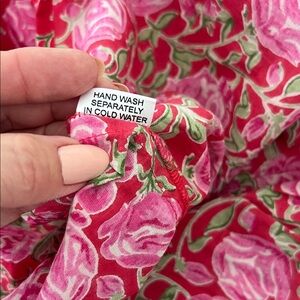 HAND WASH
SEPARATELY
IN COLD WATER